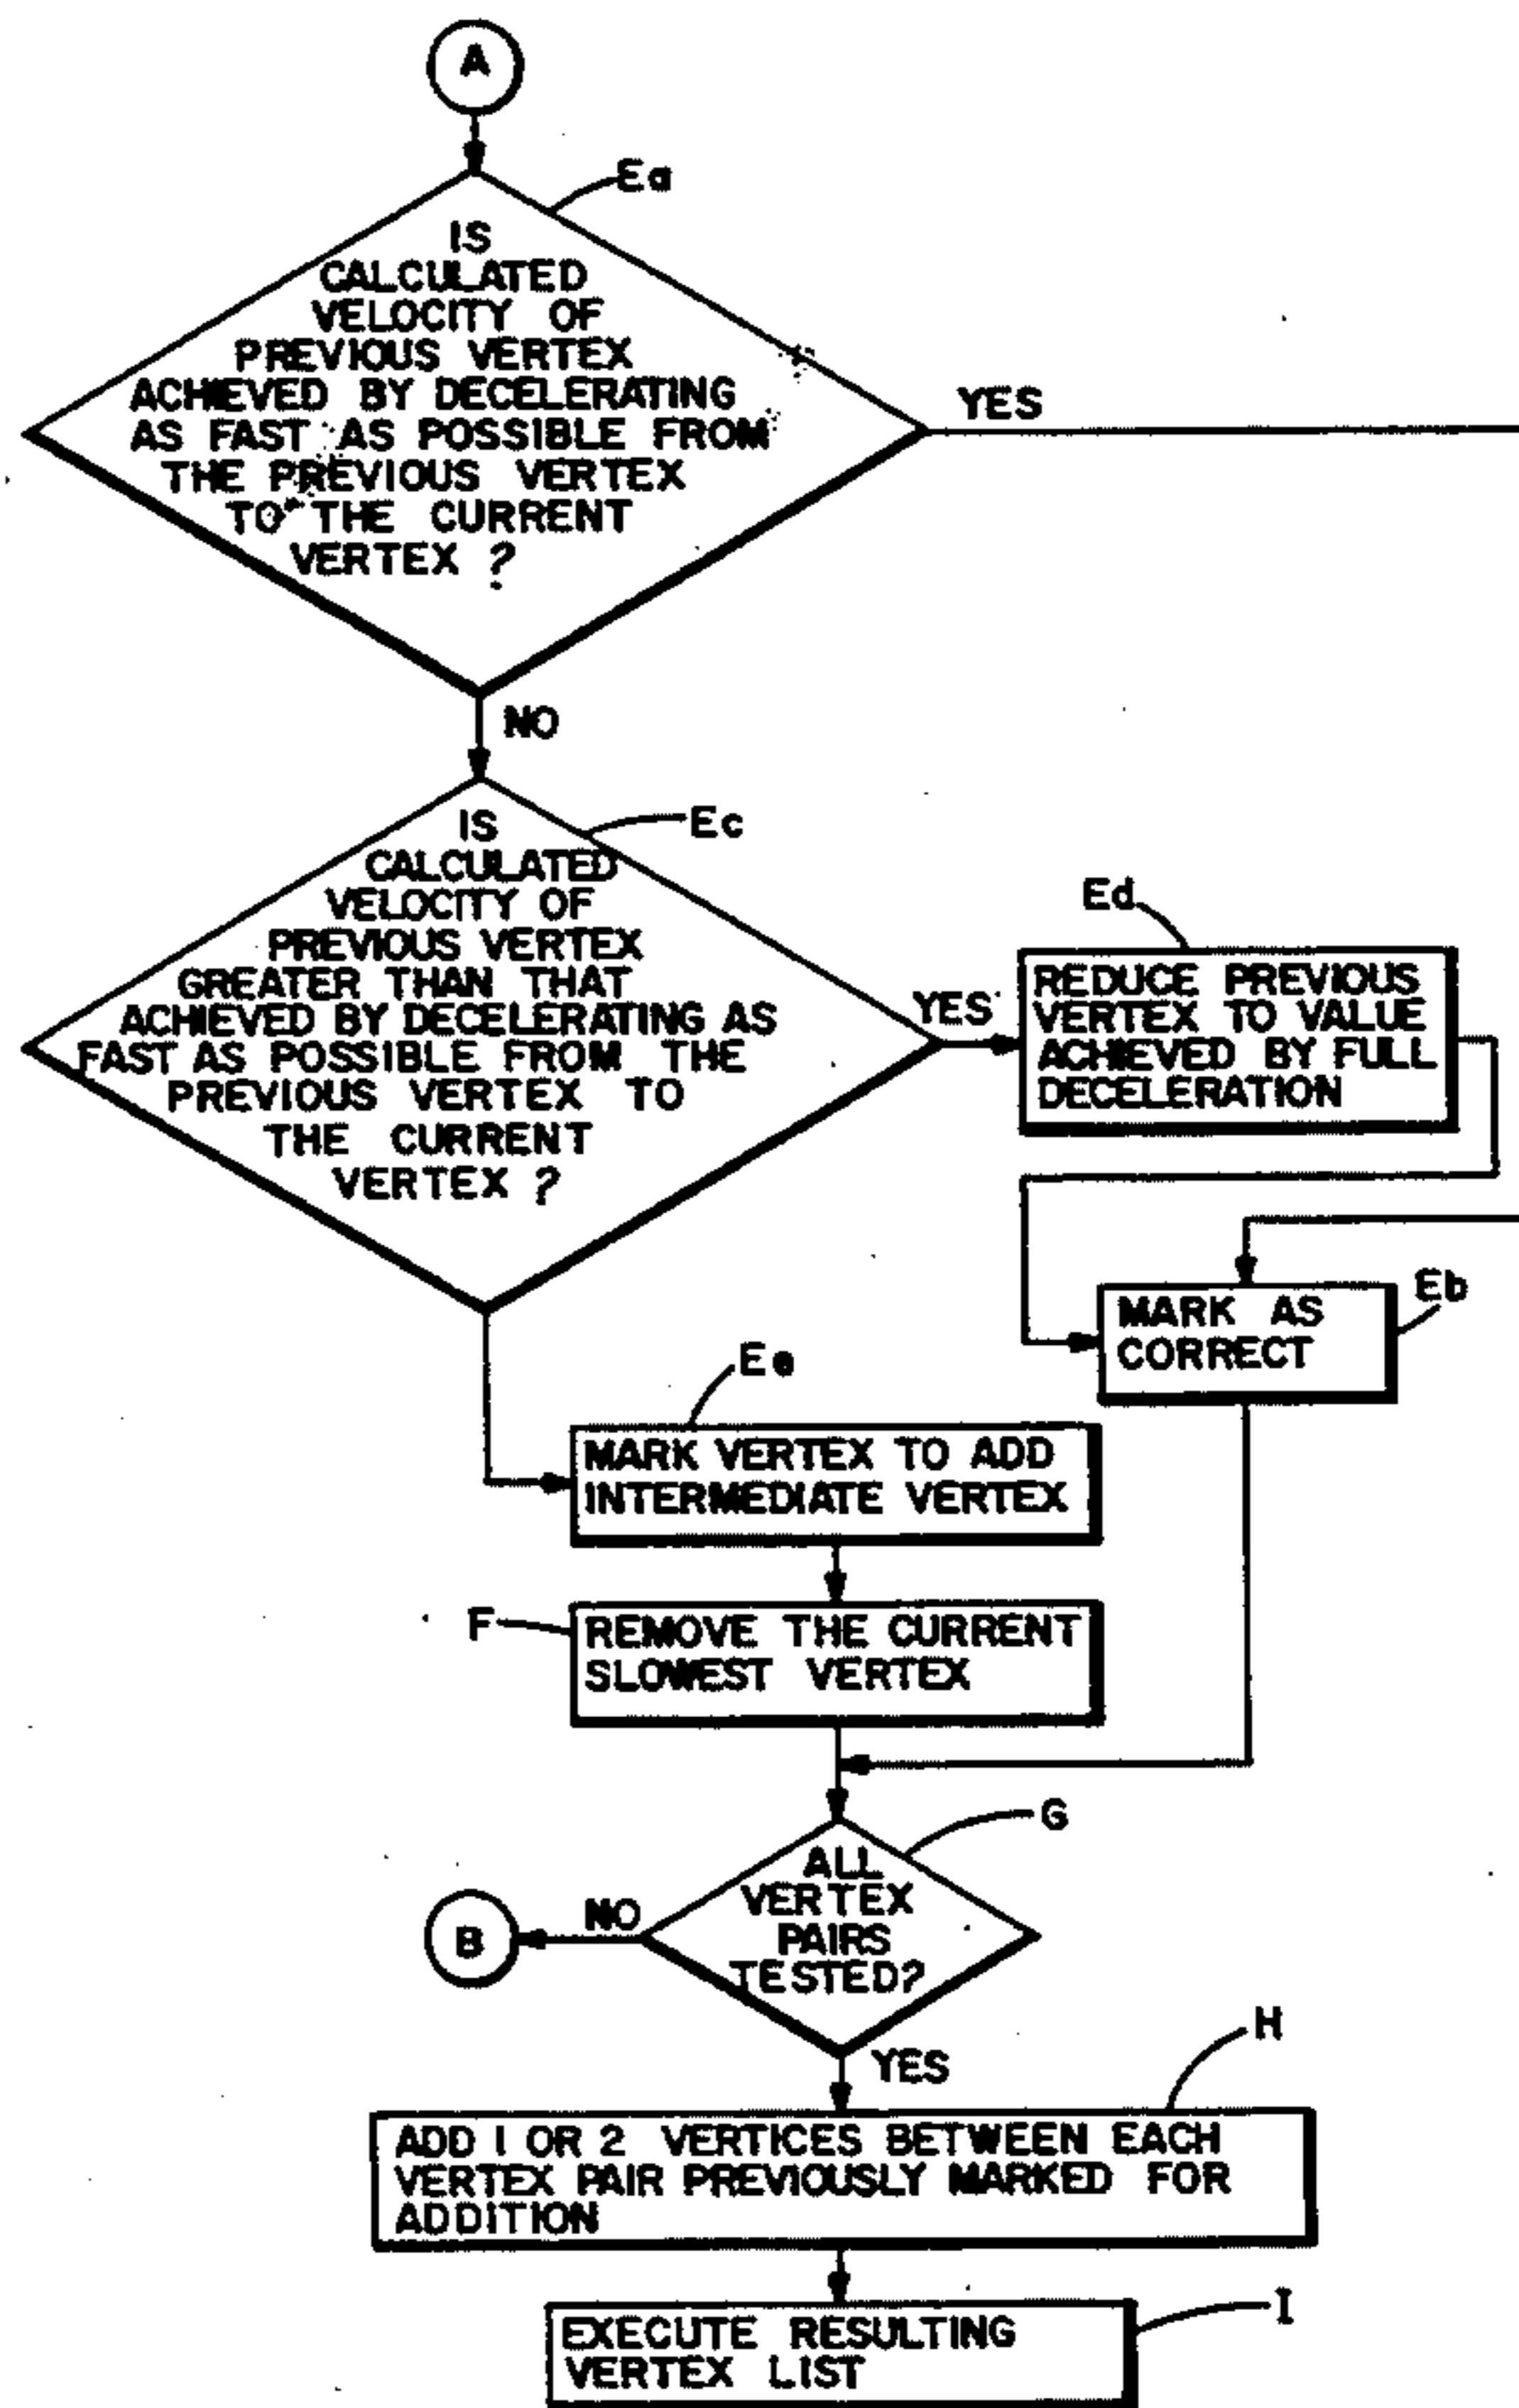 A
Ea
IS
CALCULATED
VELOCITY OF
PREVIOUS VERTEX
ACHIEVED BY DECELERATING
AS FAST AS POSSIBLE FROM
THE PREVIOUS VERTEX
TO THE CURRENT
VERTEX ?
YES
NO
Ec
IS
CALCULATED
VELOCITY OF
PREVIOUS VERTEX
GREATER THAN THAT
ACHIEVED BY DECELERATING AS
FAST AS POSSIBLE FROM THE
PREVIOUS VERTEX TO
THE CURRENT
VERTEX ?
YES
Ed
REDUCE PREVIOUS
VERTEX TO VALUE
ACHIEVED BY FULL
DECELERATION
Eb
MARK AS
CORRECT
Ee
MARK VERTEX TO ADD
INTERMEDIATE VERTEX
F
REMOVE THE CURRENT
SLOWEST VERTEX
G
ALL
VERTEX
PAIRS
TESTED?
NO
B
YES
H
ADD 1 OR 2 VERTICES BETWEEN EACH
VERTEX PAIR PREVIOUSLY MARKED FOR
ADDITION
I
EXECUTE RESULTING
VERTEX LIST